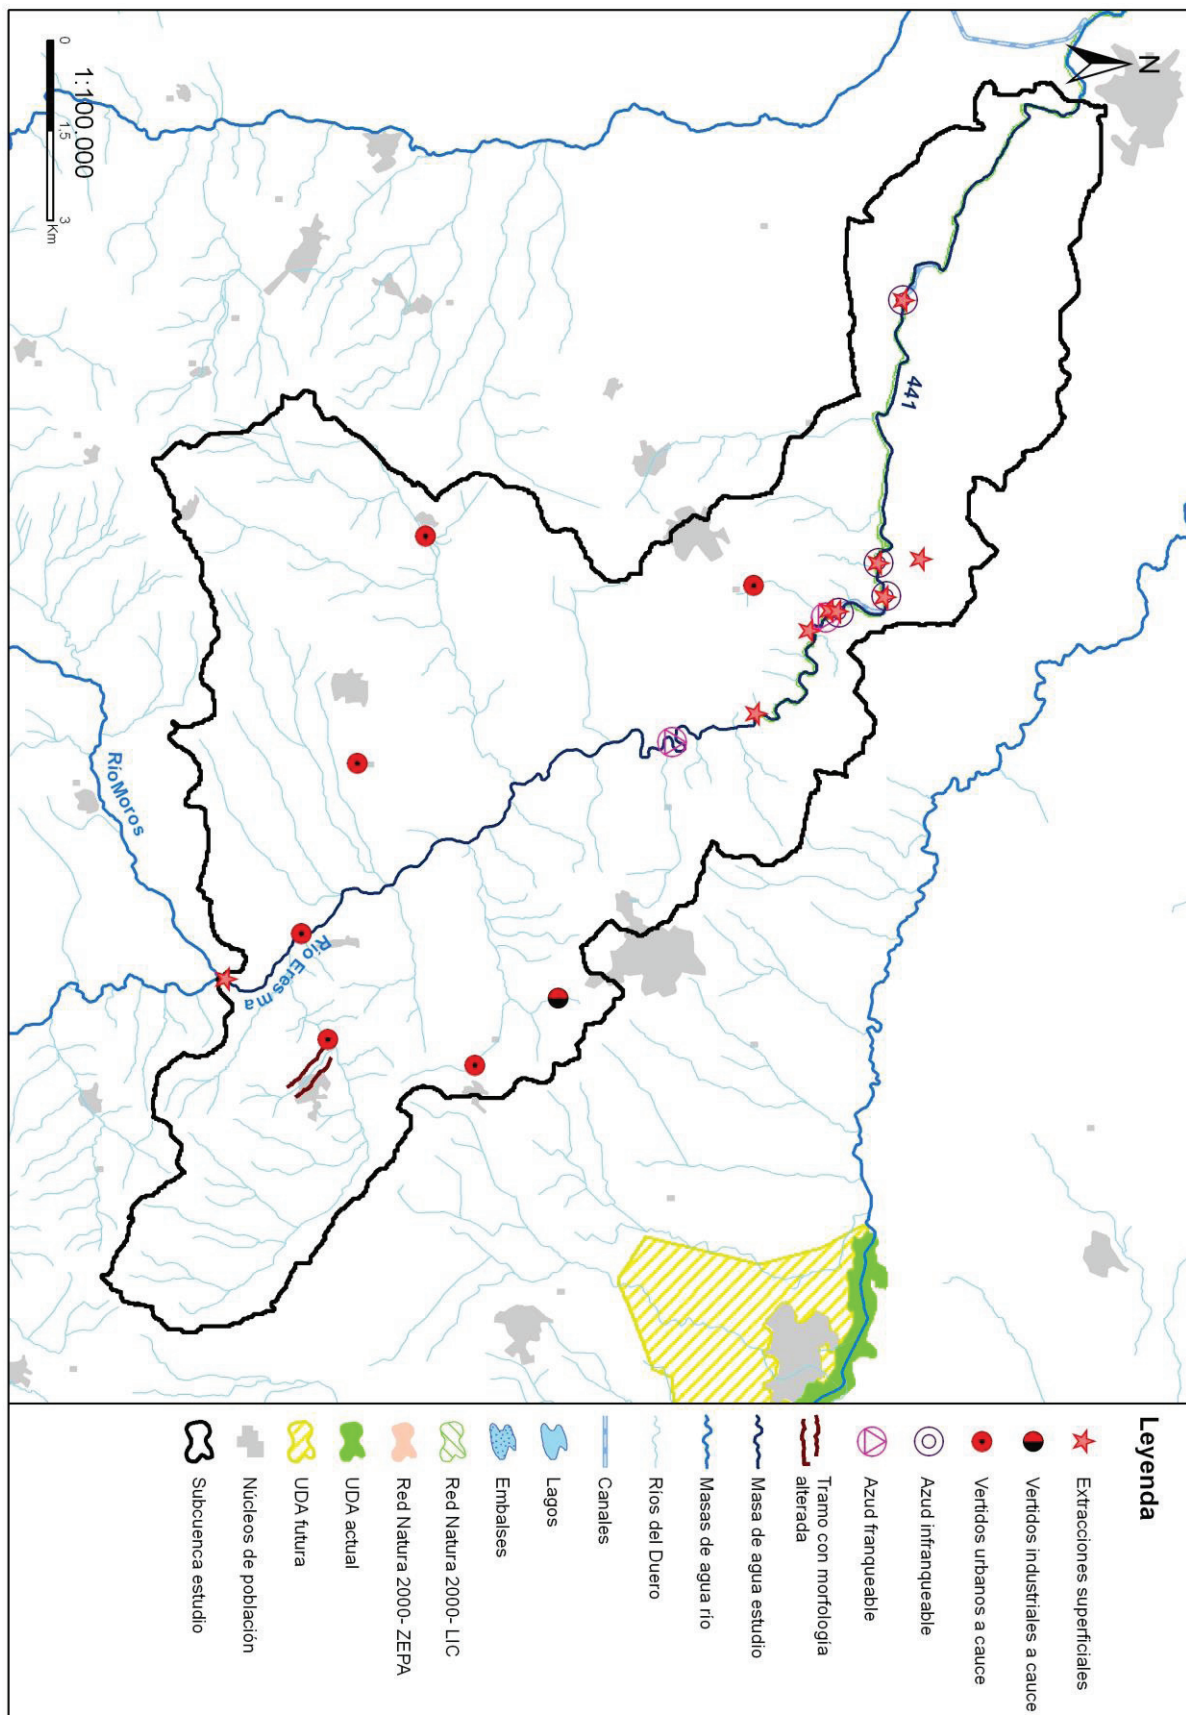 N
1:100.000
0
1,5
3
Km
441
Río Moros
Río Eresma
Leyenda
Extracciones superficiales
Vertidos industriales a cauce
Vertidos urbanos a cauce
Azud infranqueable
Azud franqueable
Tramo con morfología
alterada
Masa de agua estudio
Masas de agua río
Ríos del Duero
Canales
Lagos
Embalses
Red Natura 2000- LIC
Red Natura 2000- ZEPA
UDA actual
UDA futura
Núcleos de población
Subcuenca estudio